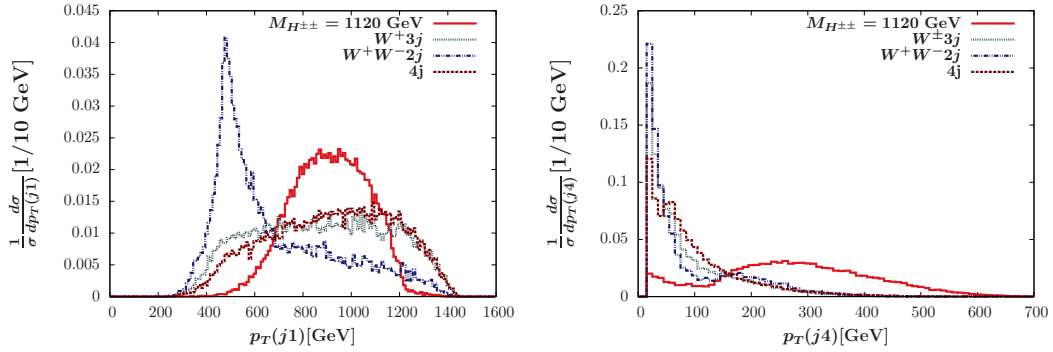 M_{H^{±±}} = 1120 GeV
W^+3j
W^+W^-2j
4j
0.045
0.04
0.035
0.03
0.025
0.02
0.015
0.01
0.005
0
\frac{1}{σ} \frac{dσ}{dp_T(j1)} [1/10 GeV]
0 200 400 600 800 1000 1200 1400 1600
p_T(j1)[GeV]
M_{H^{±±}} = 1120 GeV
W^±3j
W^+W^-2j
4j
0.25
0.2
0.15
0.1
0.05
0
\frac{1}{σ} \frac{dσ}{dp_T(j4)} [1/10 GeV]
0 100 200 300 400 500 600 700
p_T(j4)[GeV]